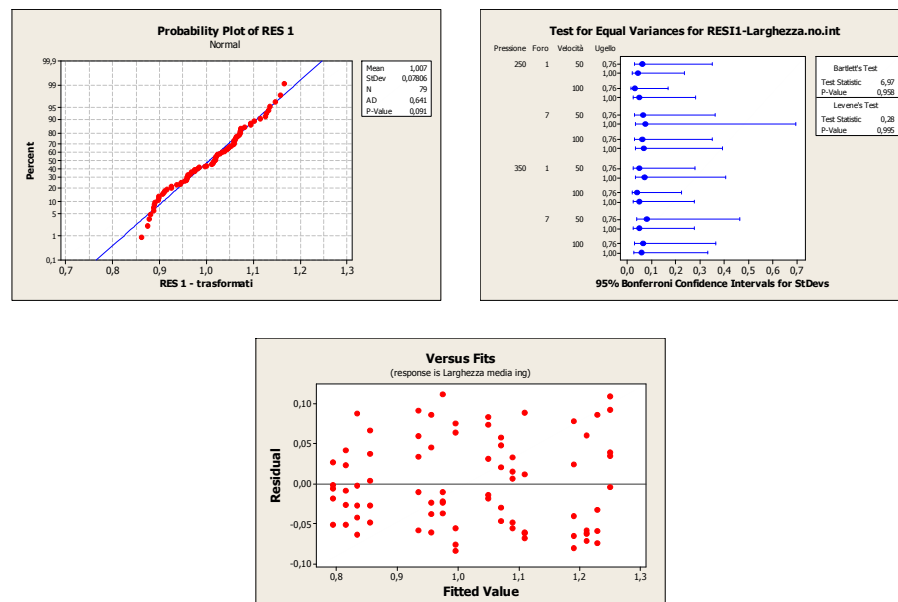 Probability Plot of RES 1
Normal
99,9
99
95
90
80
70
60
50
40
30
20
10
5
1
0,1
Percent
0,7 0,8 0,9 1,0 1,1 1,2 1,3
RES 1 - trasformati
Mean 1,007
StDev 0,07806
N 79
AD 0,641
P-Value 0,091
Test for Equal Variances for RESI1-Larghezza.no.int
Pressione Foro Velocità Ugello
250 1 50 0,76
1,00
100 0,76
1,00
7 50 0,76
1,00
100 0,76
1,00
350 1 50 0,76
1,00
100 0,76
1,00
7 50 0,76
1,00
100 0,76
1,00
0,0 0,1 0,2 0,3 0,4 0,5 0,6 0,7
95% Bonferroni Confidence Intervals for StDevs
Bartlett's Test
Test Statistic 6,97
P-Value 0,958
Levene's Test
Test Statistic 0,28
P-Value 0,995
Versus Fits
(response is Larghezza media ing)
0,10
0,05
0,00
-0,05
-0,10
Residual
0,8 0,9 1,0 1,1 1,2 1,3
Fitted Value